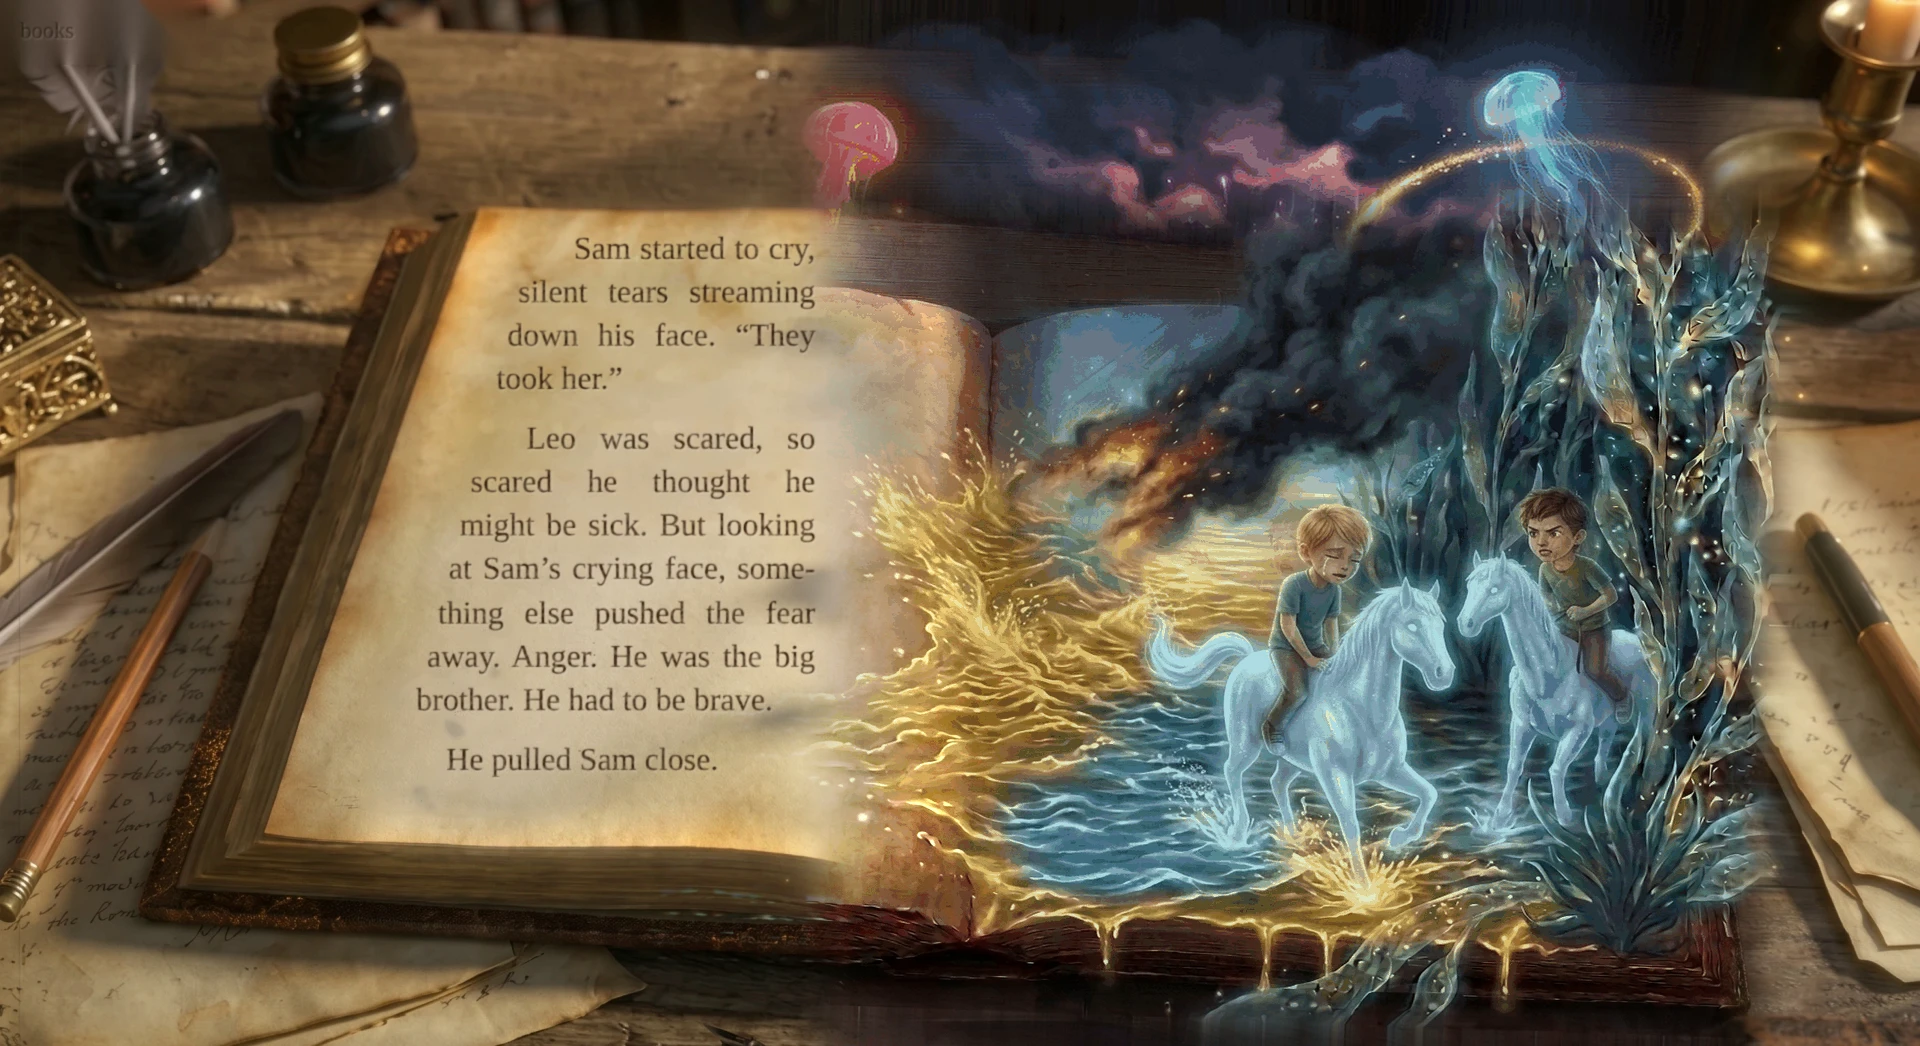 books
Sam started to cry,
silent tears streaming
down his face. “They
took her.”
Leo was scared, so
scared he thought he
might be sick. But looking
at Sam’s crying face, some-
thing else pushed the fear
away. Anger. He was the big
brother. He had to be brave.
He pulled Sam close.